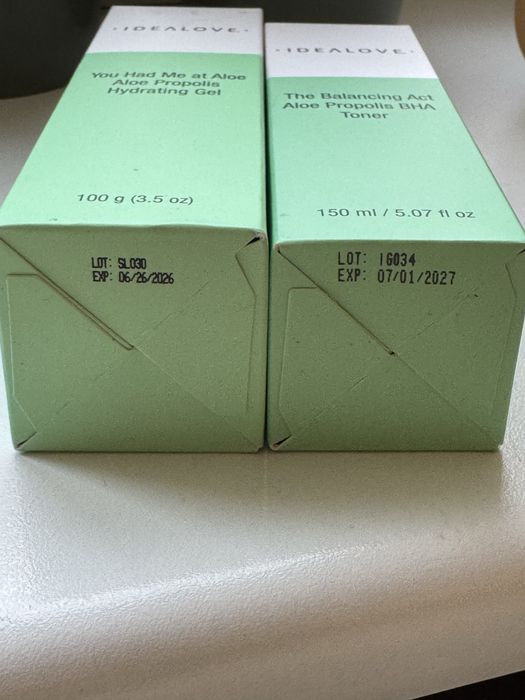 ·IDEALOVE·
You Had Me at Aloe
Aloe Propolis
Hydrating Gel
100 g (3.5 oz)
LOT: SL03D
EXP: 06/26/2026
·IDEALOVE·
The Balancing Act
Aloe Propolis BHA
Toner
150 ml / 5.07 fl oz
LOT: IG034
EXP: 07/01/2027